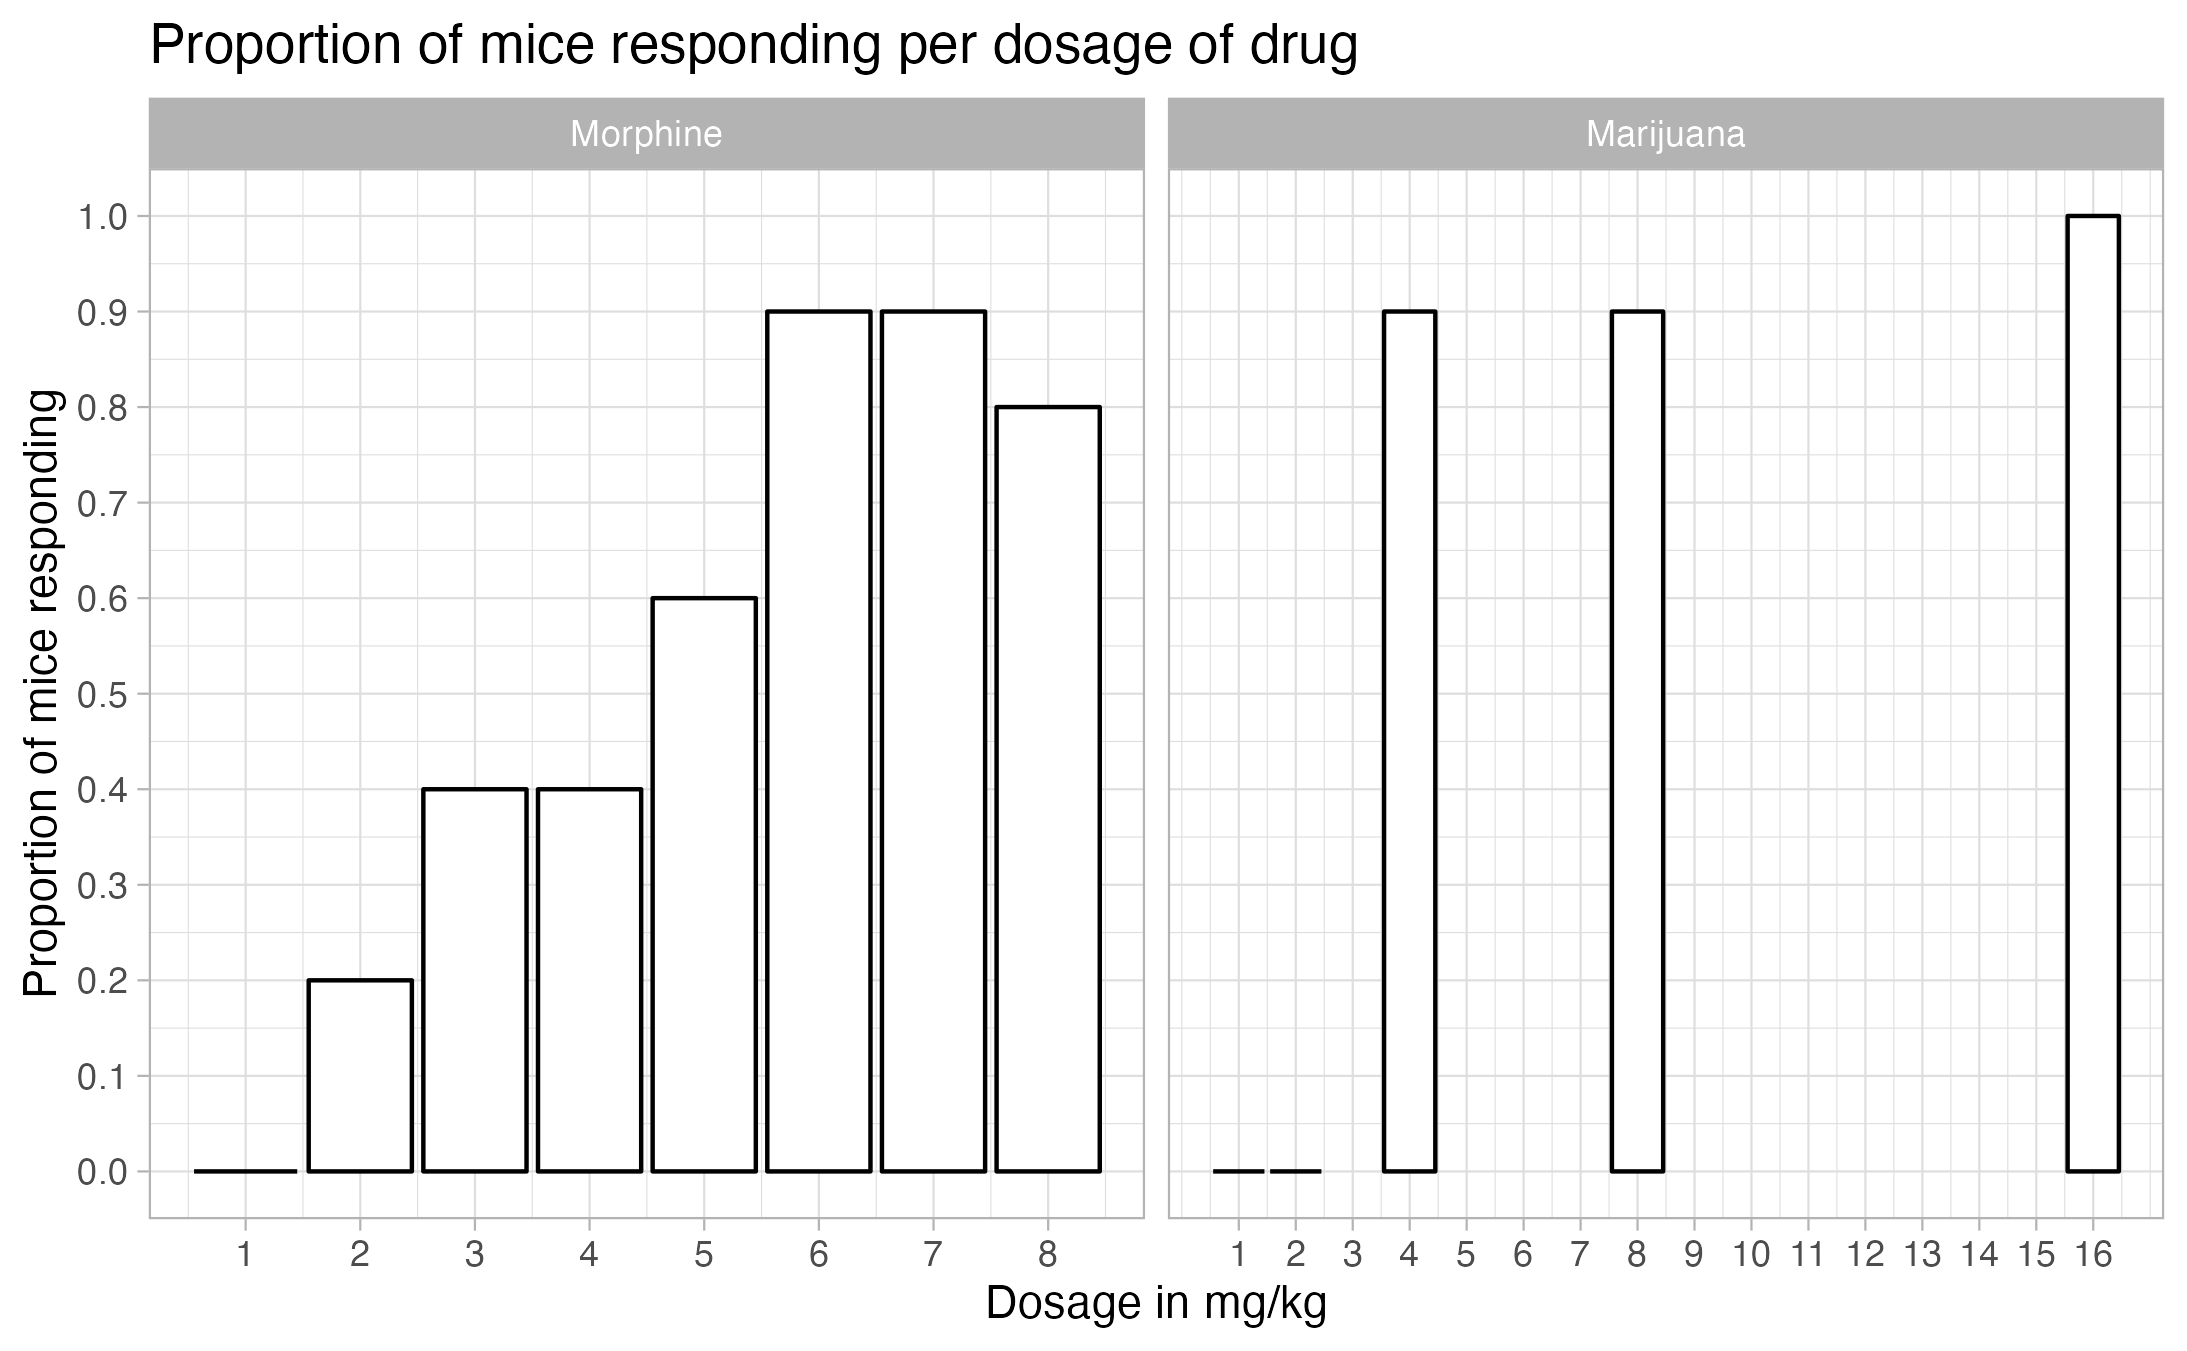 Proportion of mice responding per dosage of drug
Morphine
Marijuana
Proportion of mice responding
1.0
0.9
0.8
0.7
0.6
0.5
0.4
0.3
0.2
0.1
0.0
1 2 3 4 5 6 7 8
1 2 3 4 5 6 7 8 9 10 11 12 13 14 15 16
Dosage in mg/kg